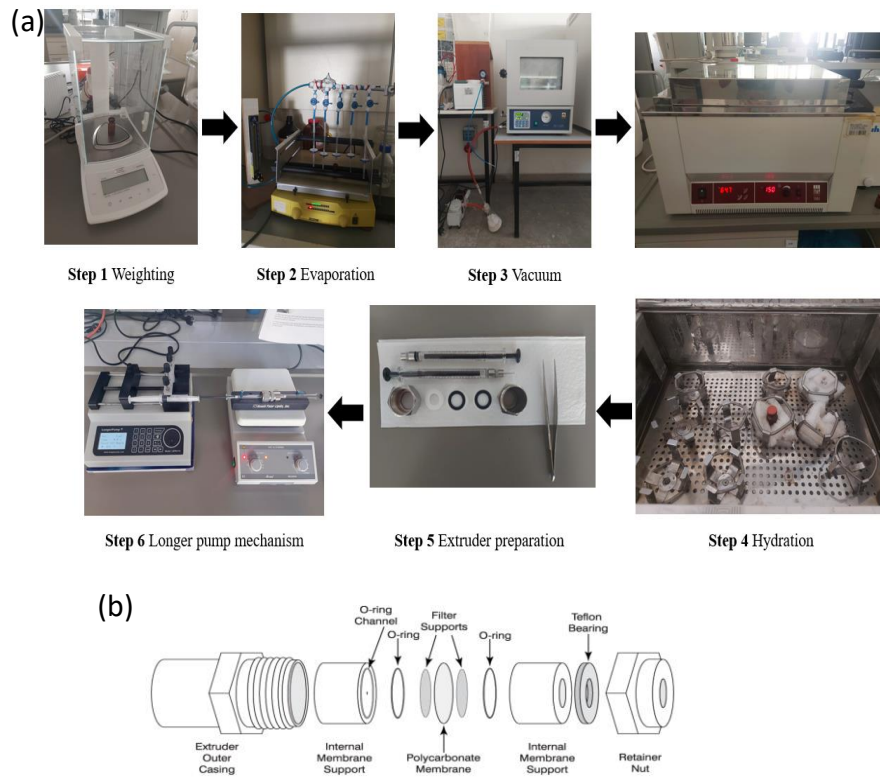 (a)
Step 1 Weighting
Step 2 Evaporation
Step 3 Vacuum
150
Step 6 Longer pump mechanism
Step 5 Extruder preparation
Step 4 Hydration
(b)
O-ring
Channel
O-ring
Filter
Supports
O-ring
Teflon
Bearing
Extruder
Outer
Casing
Internal
Membrane
Support
Polycarbonate
Membrane
Internal
Membrane
Support
Retainer
Nut